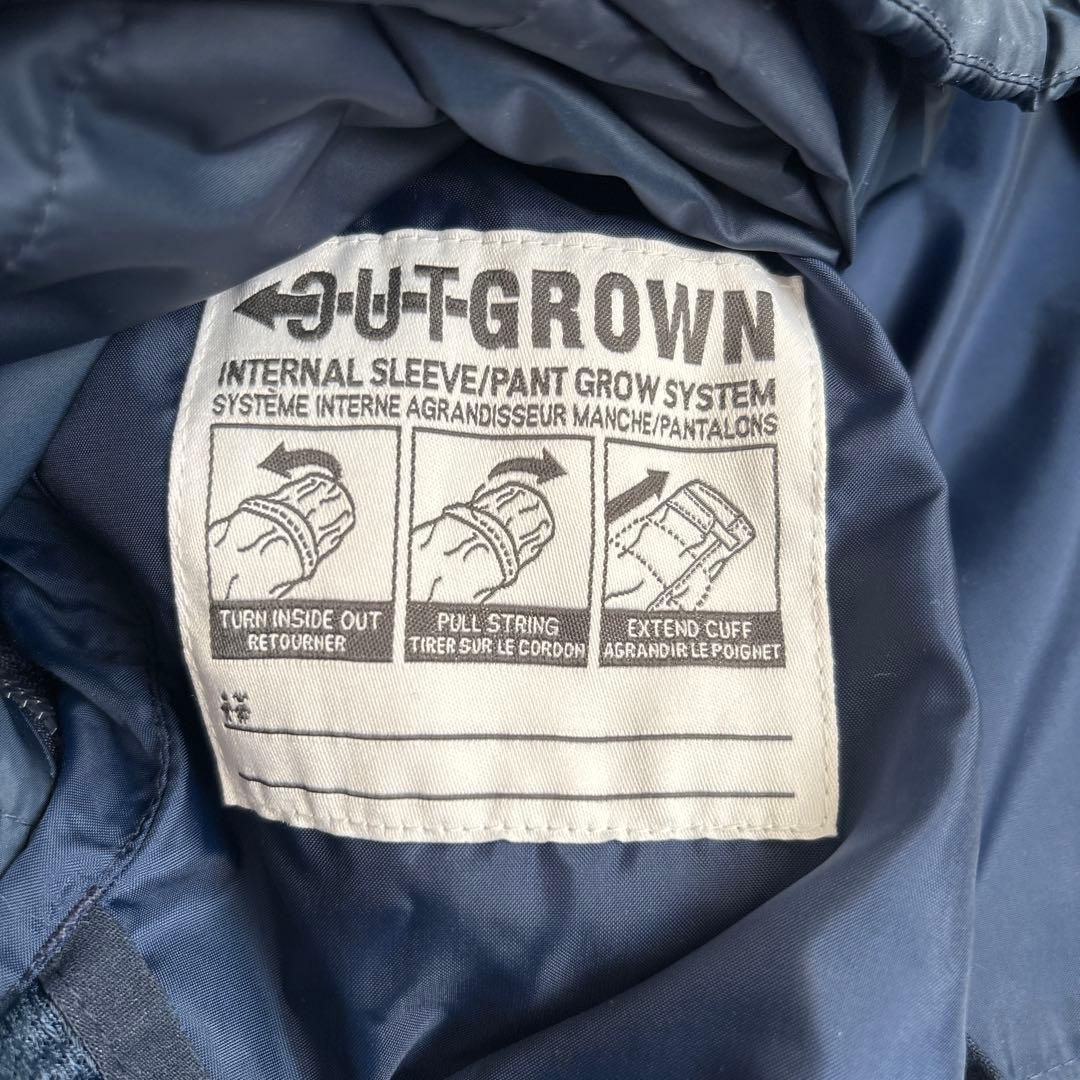 OUTGROWN
INTERNAL SLEEVE/PANT GROW SYSTEM
SYSTÈME INTERNE AGRANDISSEUR MANCHE/PANTALONS
TURN INSIDE OUT
RETOURNER
PULL STRING
TIRER SUR LE CORDON
EXTEND CUFF
AGRANDIR LE POIGNET